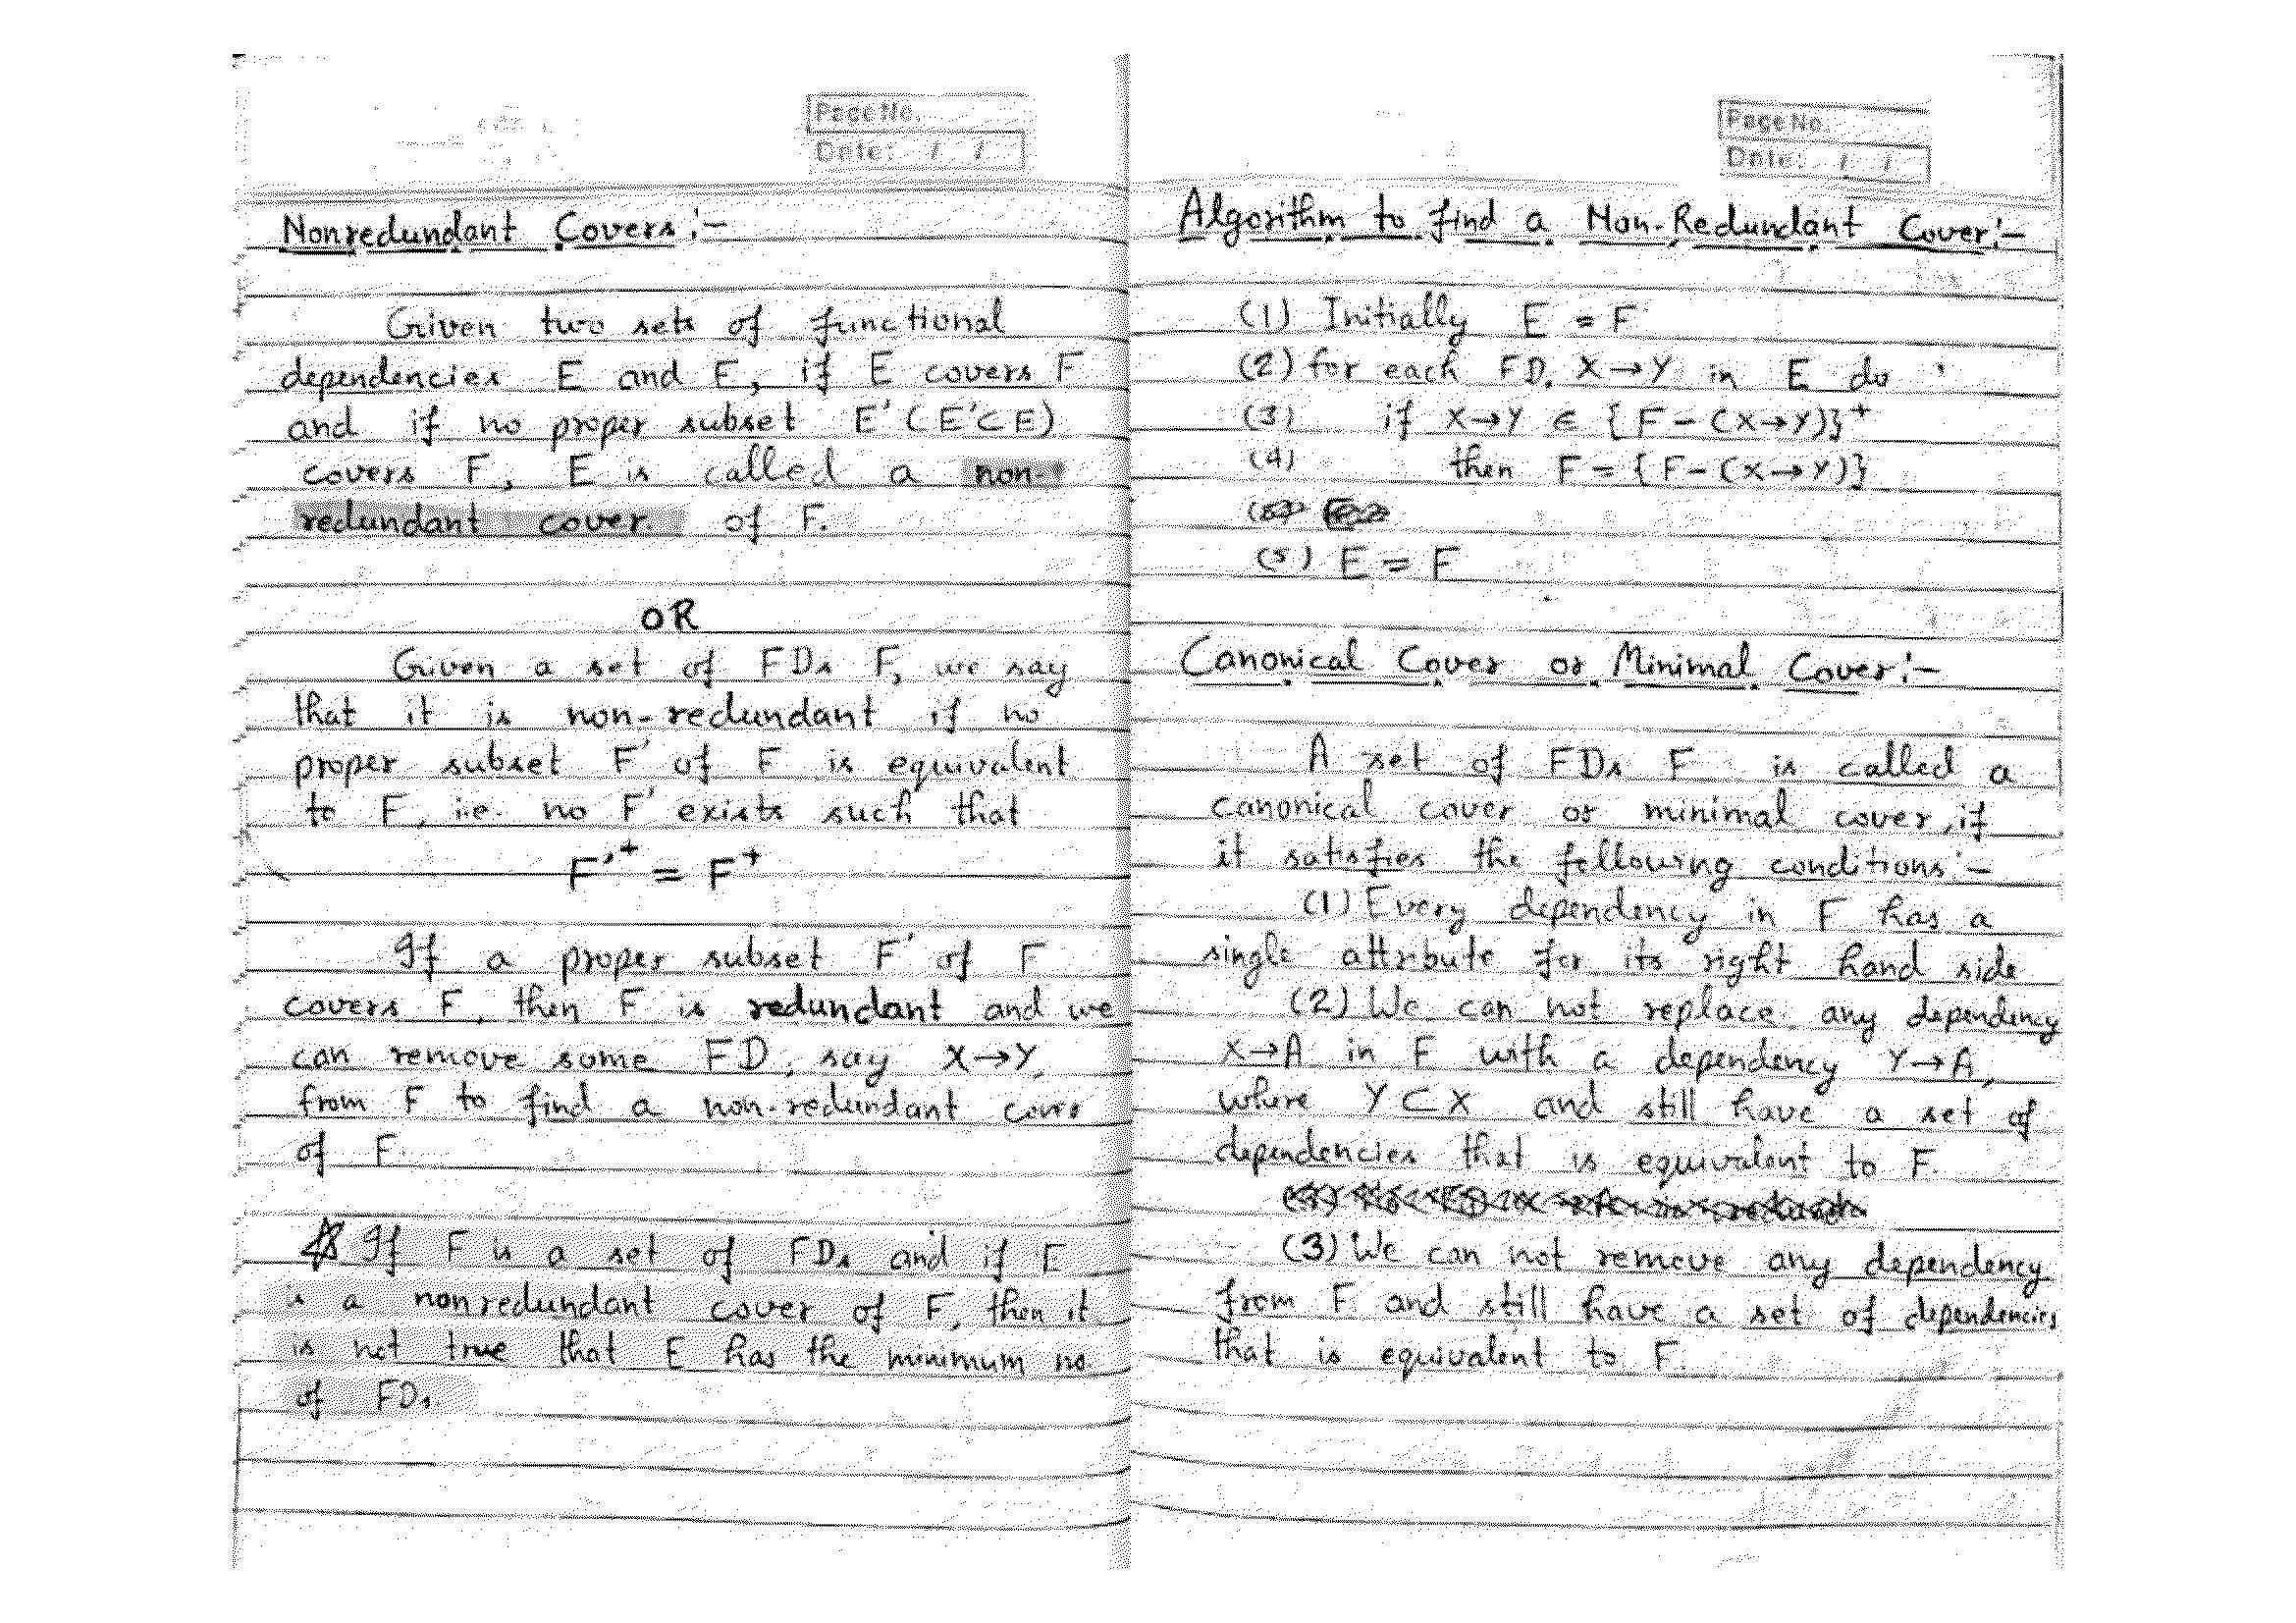 Page No.
Date: / /
Nonredundant Covers:-
Given two sets of functional
dependencies E and F, if E covers F
and if no proper subset E' (E'⊂E)
covers F, E is called a non-
redundant cover of F.
OR
Given a set of FDs F, we say
that it is non-redundant if no
proper subset F' of F is equivalent
to F, i.e. no F' exists such that
F'⁺ = F⁺
If a proper subset F' of F
covers F, then F is redundant and we
can remove some FD, say X→Y,
from F to find a non-redundant cover
of F.
If F is a set of FDs and if E
is a nonredundant cover of F, then it
is not true that E has the minimum no.
of FDs.
Page No.
Date: / /
Algorithm to find a Non-Redundant Cover:-
(1) Initially E = F
(2) for each FD, X→Y in E do
(3) if X→Y ∈ {F-(X→Y)}⁺
(4) then F = {F-(X→Y)}
(5) E = F
Canonical Cover or Minimal Cover:-
A set of FDs F is called a
canonical cover or minimal cover, if
it satisfies the following conditions:-
(1) Every dependency in F has a
single attribute for its right hand side
(2) We can not replace any dependency
X→A in F with a dependency Y→A,
where Y⊂X and still have a set of
dependencies that is equivalent to F.
(3) We can not remove any dependency
from F and still have a set of dependencies
that is equivalent to F.